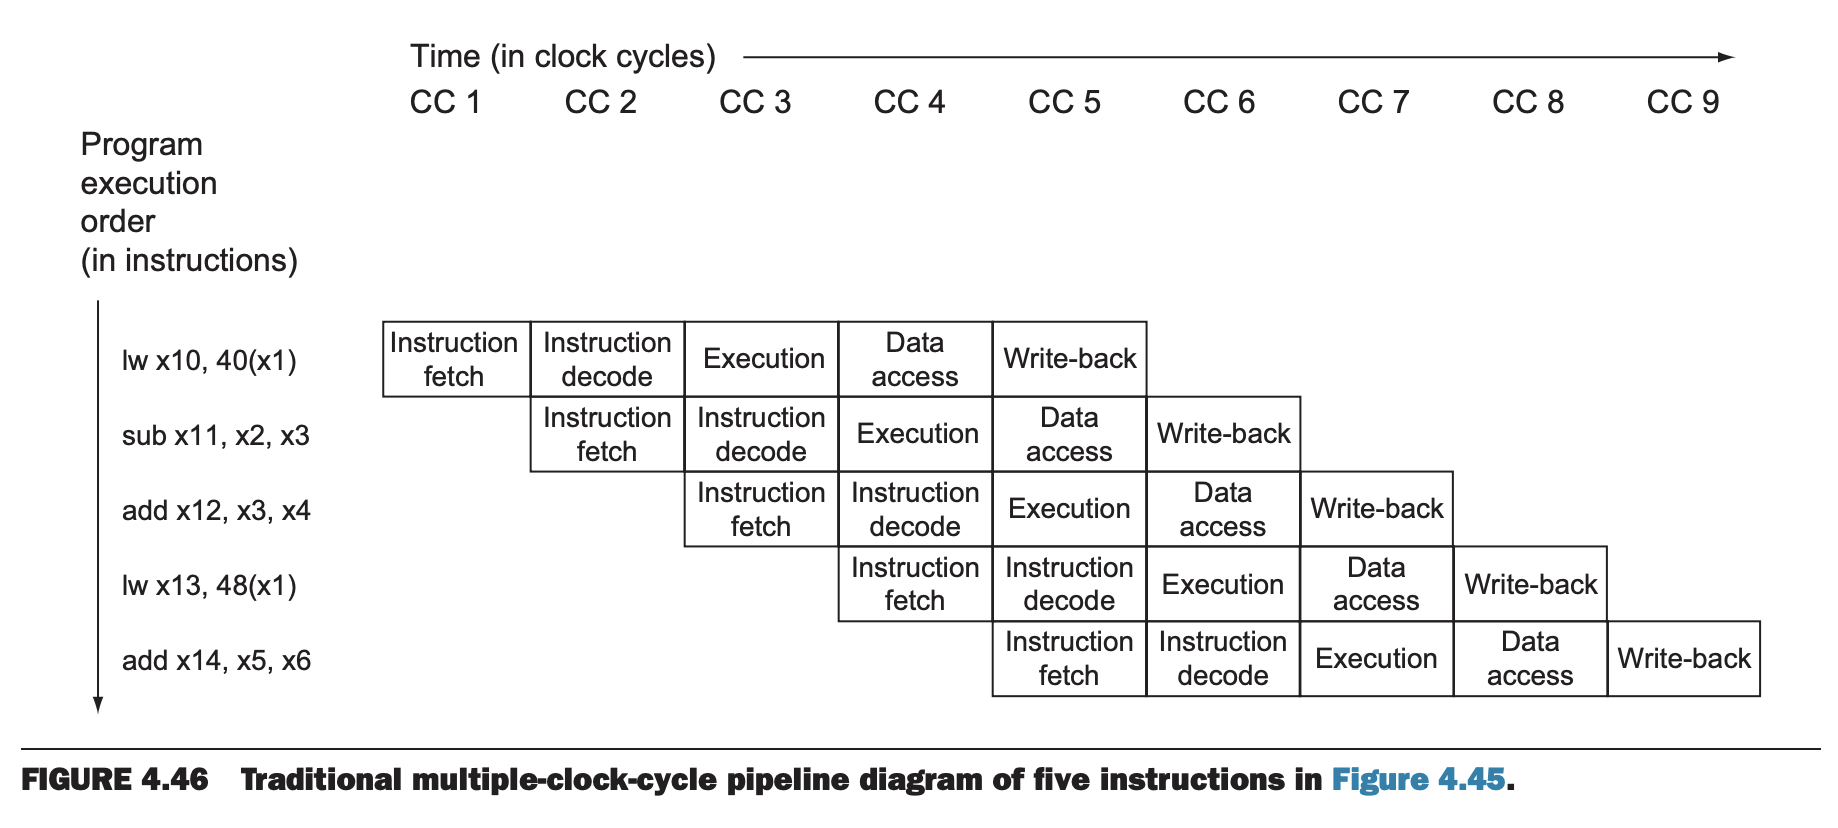 Time (in clock cycles)
CC 1 CC 2 CC 3 CC 4 CC 5 CC 6 CC 7 CC 8 CC 9
Program
execution
order
(in instructions)
lw x10, 40(x1)
Instruction
fetch
Instruction
decode
Execution
Data
access
Write-back
sub x11, x2, x3
Instruction
fetch
Instruction
decode
Execution
Data
access
Write-back
add x12, x3, x4
Instruction
fetch
Instruction
decode
Execution
Data
access
Write-back
lw x13, 48(x1)
Instruction
fetch
Instruction
decode
Execution
Data
access
Write-back
add x14, x5, x6
Instruction
fetch
Instruction
decode
Execution
Data
access
Write-back
FIGURE 4.46 Traditional multiple-clock-cycle pipeline diagram of five instructions in Figure 4.45.